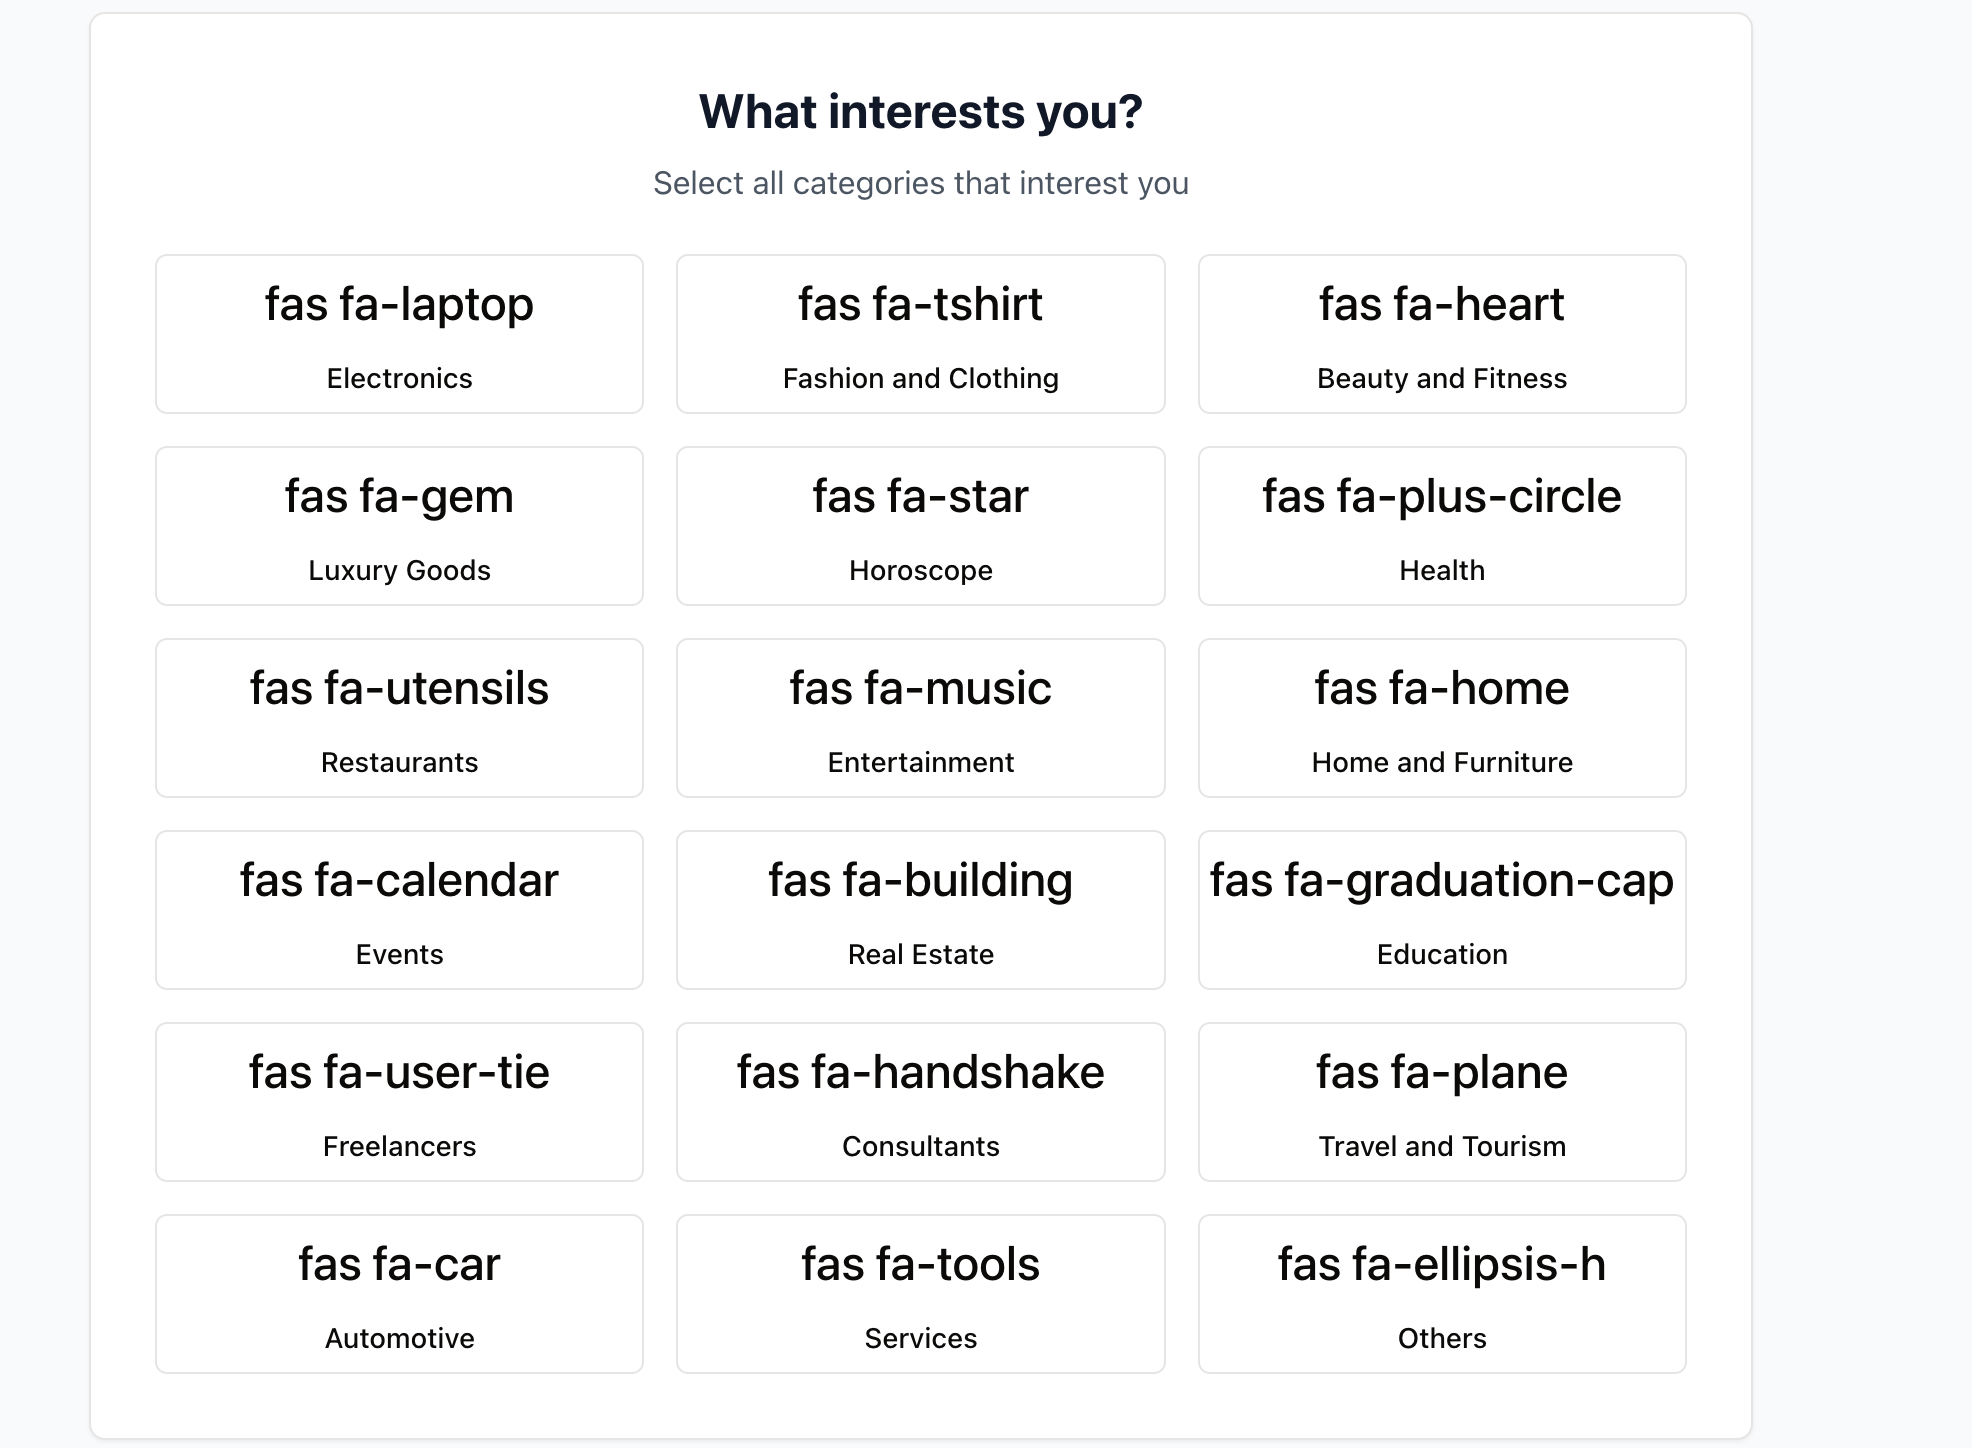 What interests you?
Select all categories that interest you
fas fa-laptop
Electronics
fas fa-tshirt
Fashion and Clothing
fas fa-heart
Beauty and Fitness
fas fa-gem
Luxury Goods
fas fa-star
Horoscope
fas fa-plus-circle
Health
fas fa-utensils
Restaurants
fas fa-music
Entertainment
fas fa-home
Home and Furniture
fas fa-calendar
Events
fas fa-building
Real Estate
fas fa-graduation-cap
Education
fas fa-user-tie
Freelancers
fas fa-handshake
Consultants
fas fa-plane
Travel and Tourism
fas fa-car
Automotive
fas fa-tools
Services
fas fa-ellipsis-h
Others